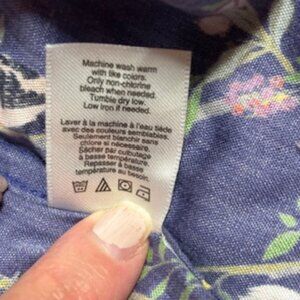 Machine wash warm
with like colors.
Only non-chlorine
bleach when needed.
Tumble dry low.
Low iron if needed.
Laver à la machine à l'eau tiède
avec des couleurs semblables.
Seulement blanchir sans
chlore si nécessaire.
Sécher par culbutage
à basse température.
Repasser à basse
température au besoin.